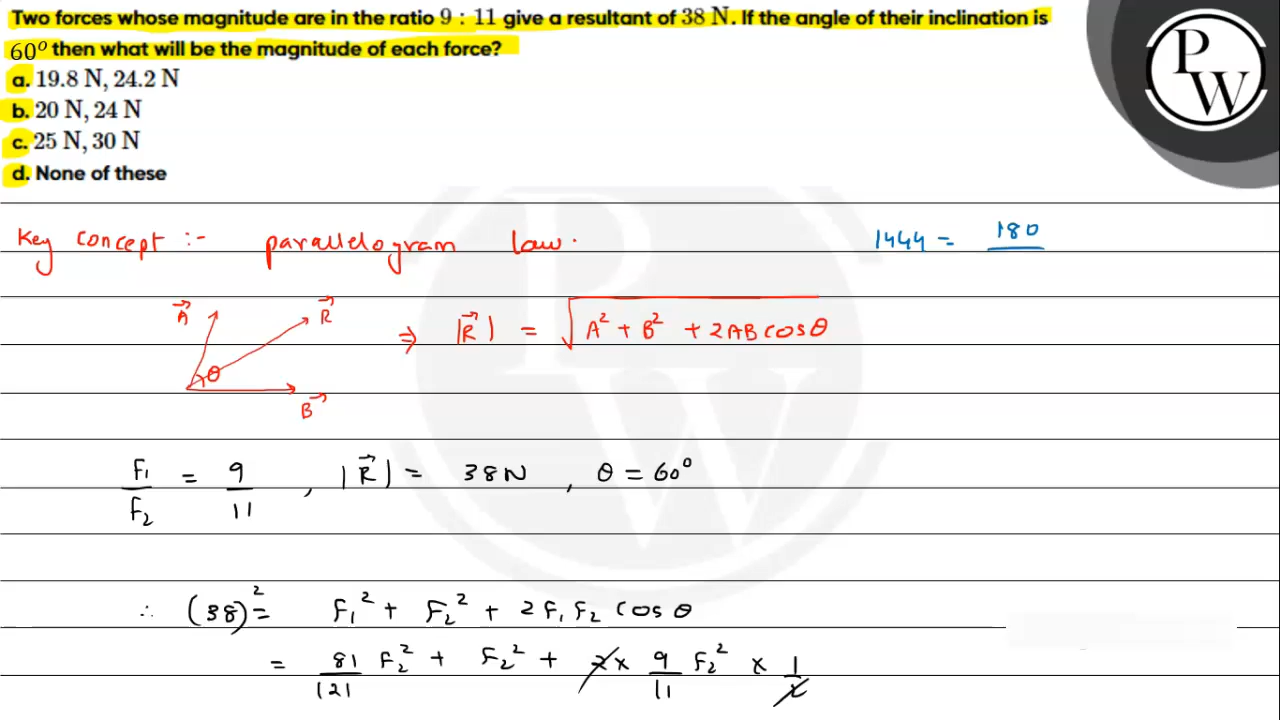 Two forces whose magnitude are in the ratio 9 : 11 give a resultant of 38 N. If the angle of their inclination is
60° then what will be the magnitude of each force?
a. 19.8 N, 24.2 N
b. 20 N, 24 N
c. 25 N, 30 N
d. None of these
P
W
Key concept :- parallelogram law.
1444 = 180
A⃗ R⃗ θ B⃗
⇒ |R⃗| = √(A² + B² + 2AB cosθ)
F₁/F₂ = 9/11 , |R⃗| = 38N , θ = 60°
∴ (38)² = F₁² + F₂² + 2F₁F₂ cosθ
= 81/121 F₂² + F₂² + 2 × 9/11 F₂² × 1/2